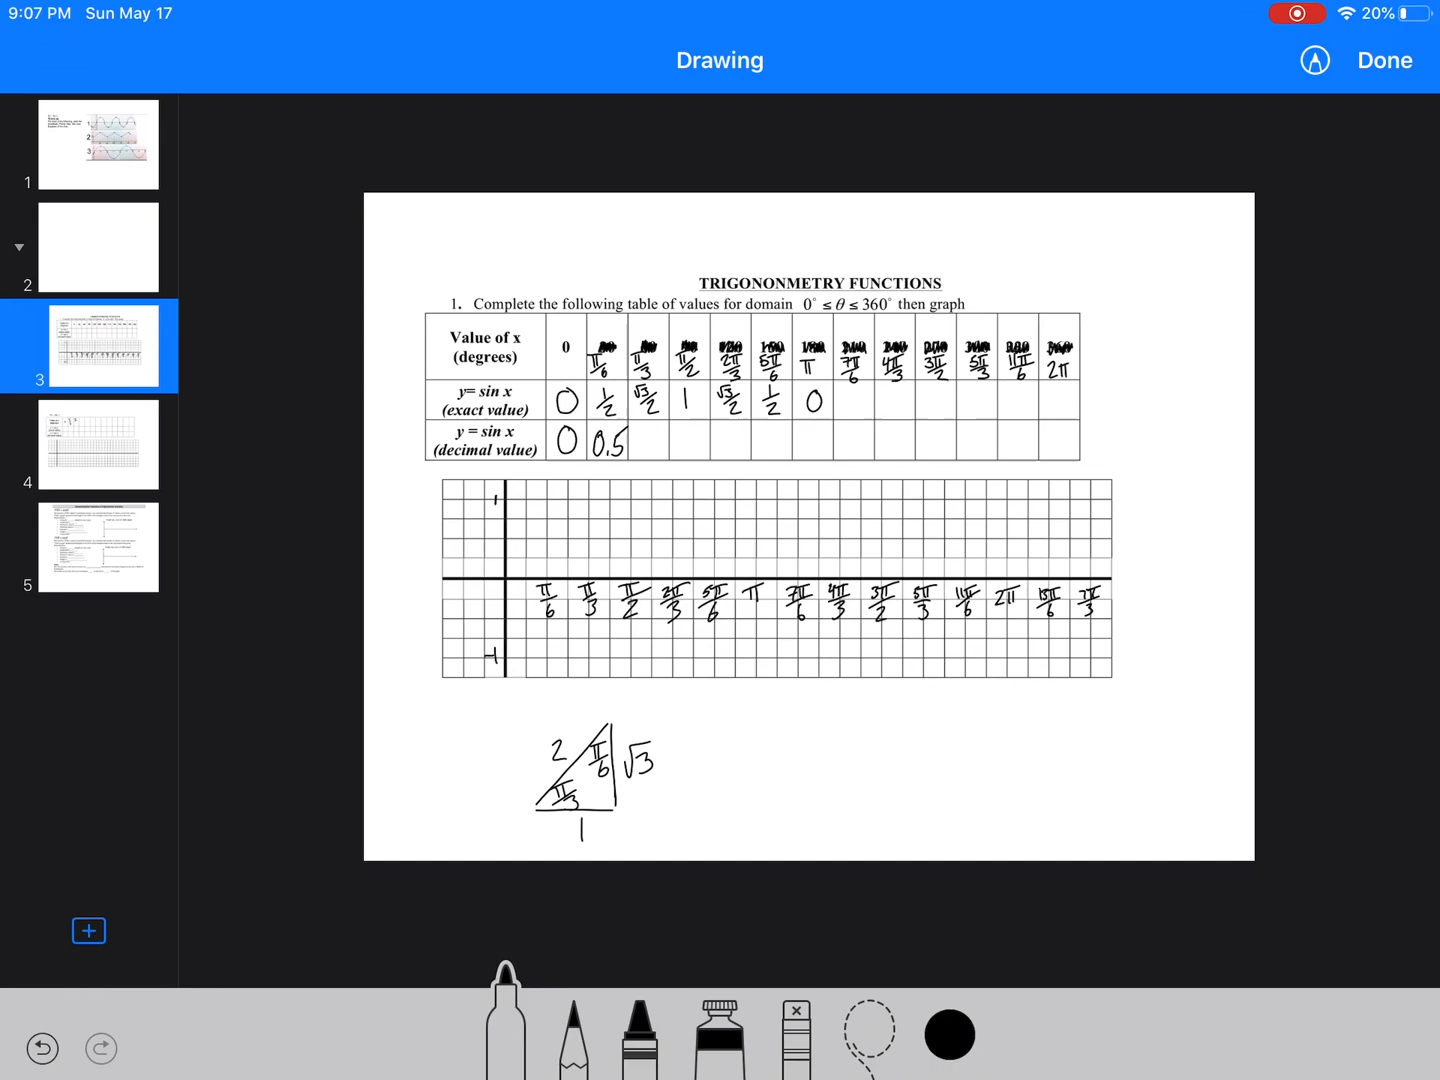 9:07 PM Sun May 17
20%
Drawing
Done
1
2
3
4
5
TRIGONONMETRY FUNCTIONS
1. Complete the following table of values for domain 0° ≤ θ ≤ 360° then graph
Value of x (degrees) 0 π/6 π/3 π/2 2π/3 5π/6 π 7π/6 4π/3 3π/2 5π/3 11π/6 2π
y= sin x (exact value) 0 1/2 √3/2 1 √3/2 1/2 0
y = sin x (decimal value) 0 0.5
1
π/6 π/3 π/2 2π/3 5π/6 π 7π/6 4π/3 3π/2 5π/3 11π/6 2π 13π/6 7π/3
-1
2 π/6 √3
π/3
1